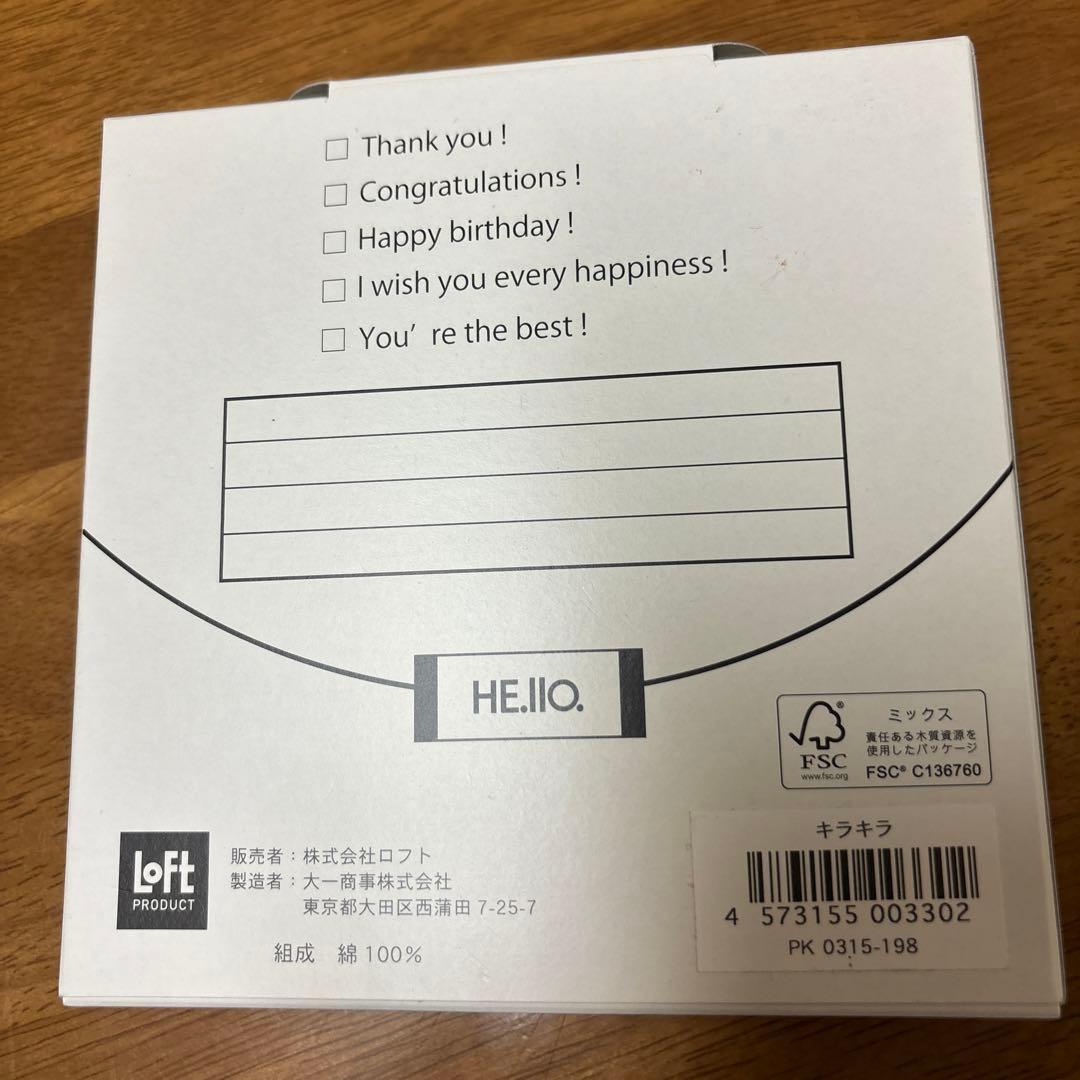 Thank you !
Congratulations !
Happy birthday !
I wish you every happiness !
You’ re the best !
HE.llO.
ミックス
責任ある木質資源を
使用したパッケージ
FSC® C136760
FSC
www.fsc.org
キラキラ
4 573155 003302
PK 0315-198
LoFt
PRODUCT
販売者：株式会社ロフト
製造者：大一商事株式会社
東京都大田区西蒲田 7-25-7
組成　綿 100%